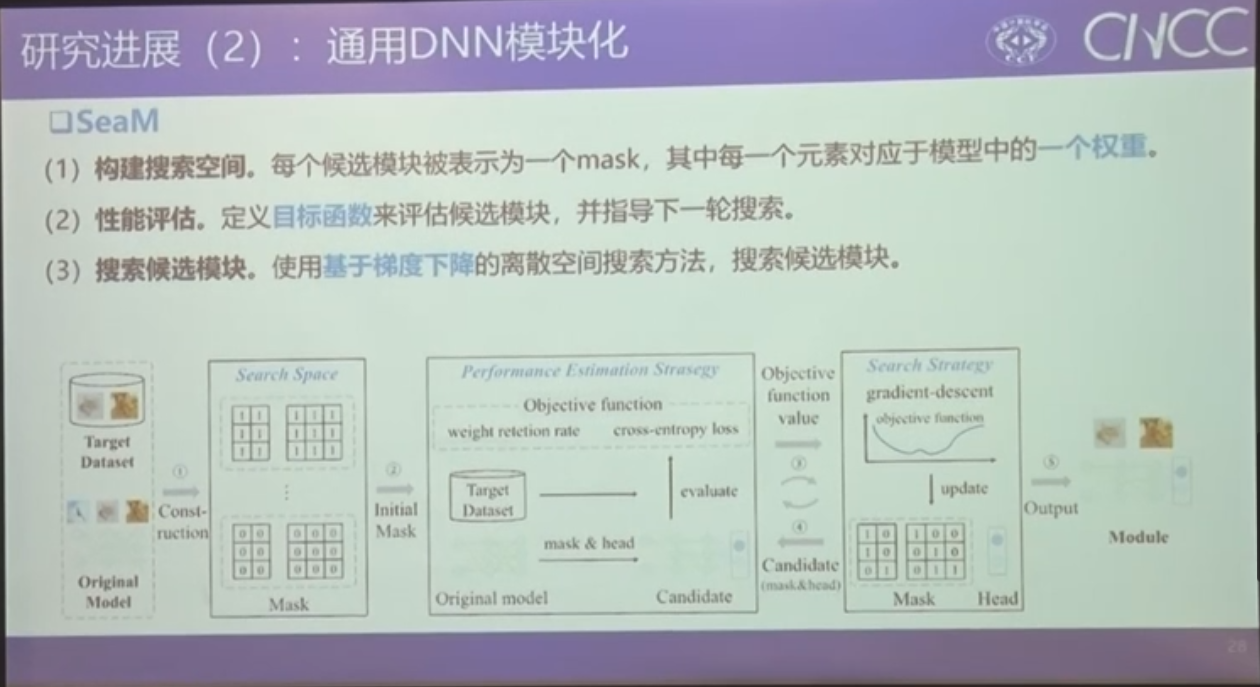 研究进展（2）：通用DNN模块化
CNCC
CCF
❑SeaM
(1) 构建搜索空间。每个候选模块被表示为一个mask，其中每一个元素对应于模型中的一个权重。
(2) 性能评估。定义目标函数来评估候选模块，并指导下一轮搜索。
(3) 搜索候选模块。使用基于梯度下降的离散空间搜索方法，搜索候选模块。
Target
Dataset
Original
Model
①
Const-
ruction
Search Space
1 1
1 1
1 1
1 1 1
1 1 1
1 1 1
⋮
0 0
0 0
0 0
0 0 0
0 0 0
0 0 0
Mask
②
Initial
Mask
Performance Estimation Strasegy
Objective function
weight retetion rate
cross-entropy loss
Target
Dataset
evaluate
mask & head
Original model
Candidate
Objective
function
value
③
④
Candidate
(mask&head)
Search Strategy
gradient-descent
objective function
update
1 0
1 0
0 1
1 0 0
0 1 0
0 1 1
Mask
Head
⑤
Output
Module
28